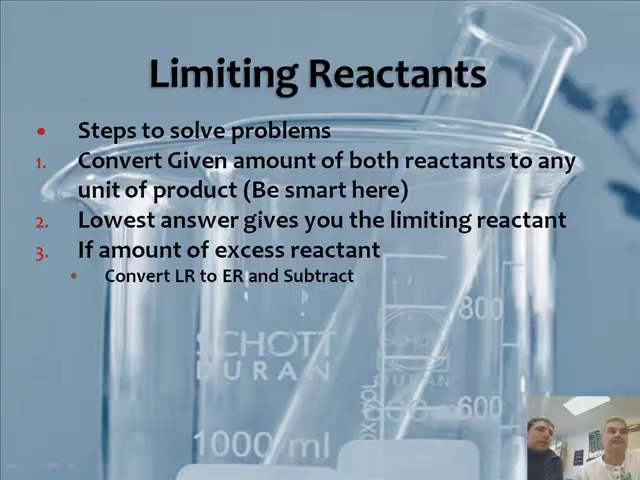 Limiting Reactants
• Steps to solve problems
1. Convert Given amount of both reactants to any
unit of product (Be smart here)
2. Lowest answer gives you the limiting reactant
3. If amount of excess reactant
• Convert LR to ER and Subtract
800
SCHOTT
DURAN
SCHOTT
DURAN
600
1000 ml